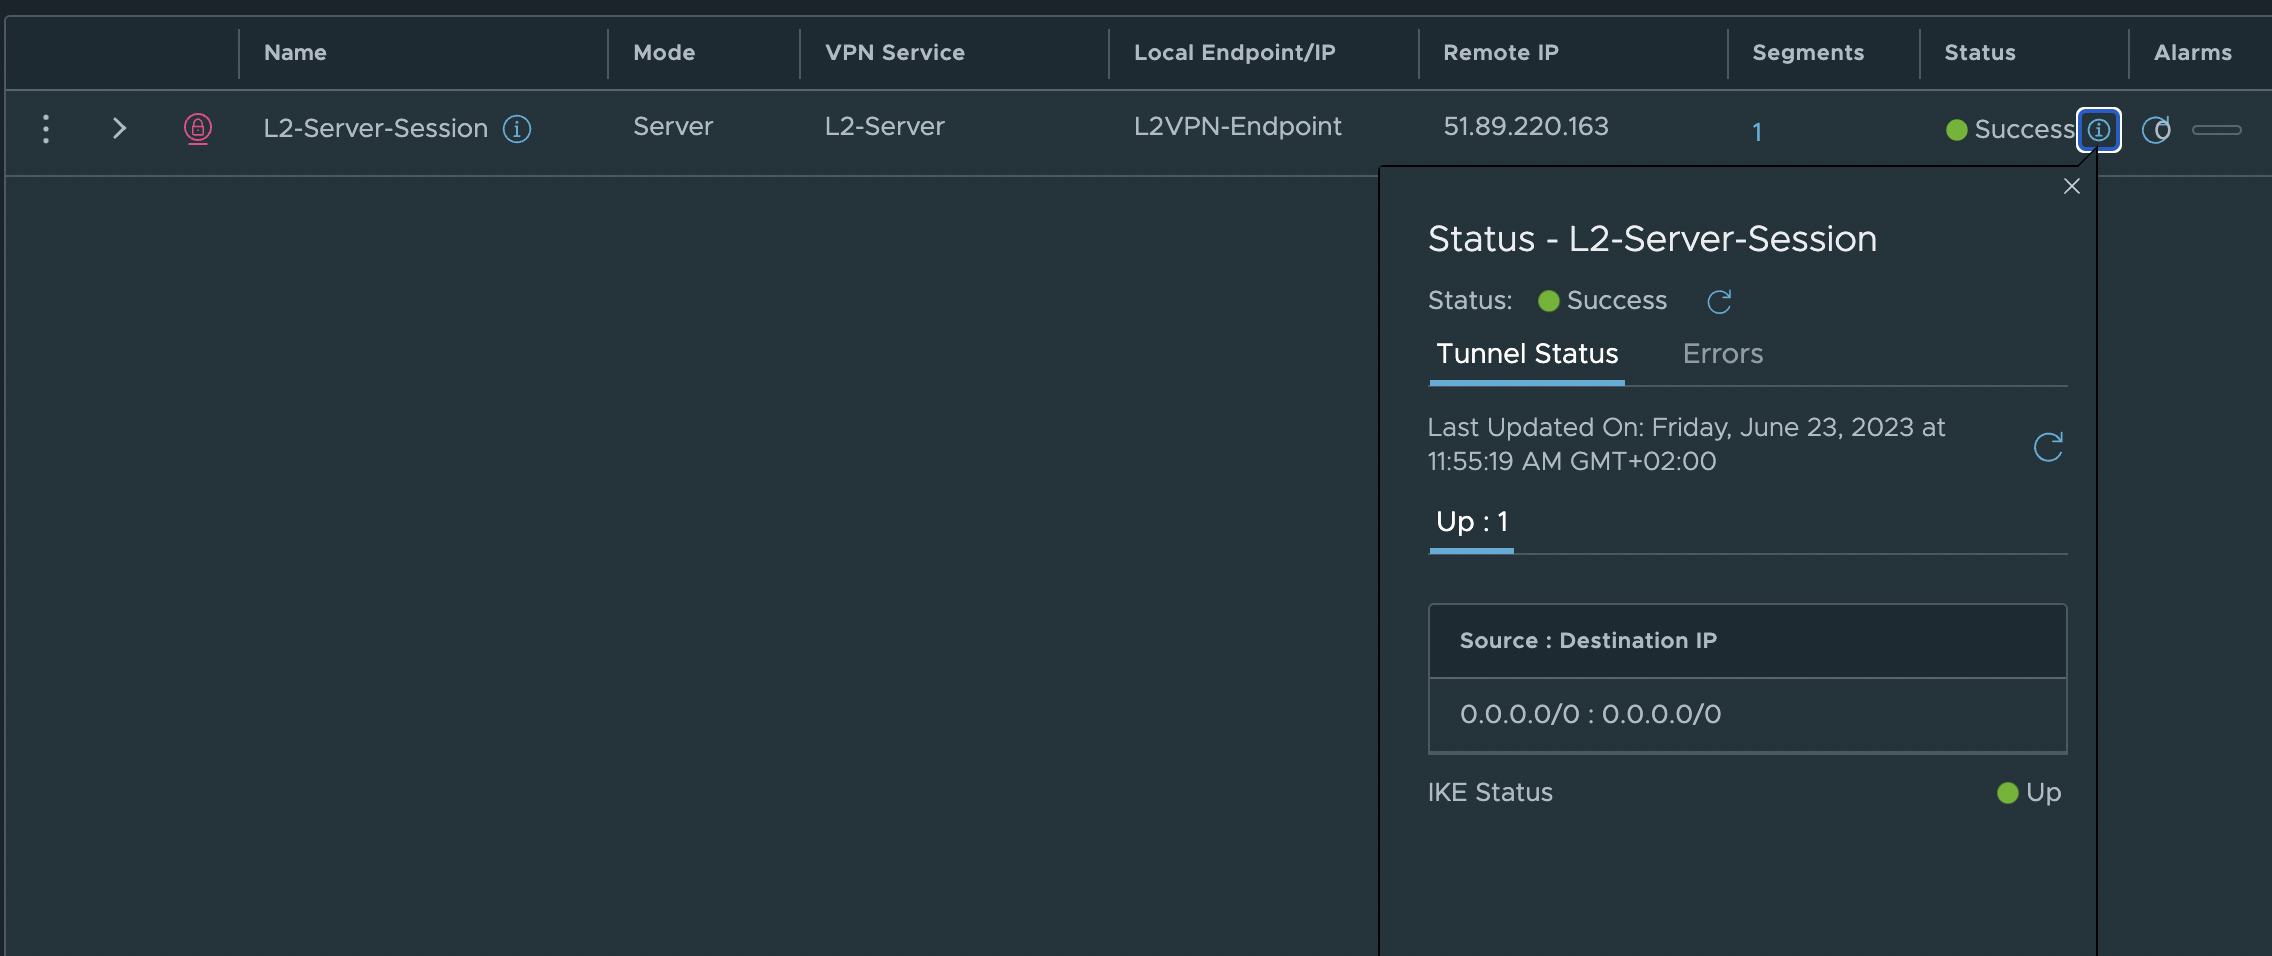 Name Mode VPN Service Local Endpoint/IP Remote IP Segments Status Alarms
L2-Server-Session Server L2-Server L2VPN-Endpoint 51.89.220.163 1 Success 0
Status - L2-Server-Session
Status: Success
Tunnel Status Errors
Last Updated On: Friday, June 23, 2023 at
11:55:19 AM GMT+02:00
Up : 1
Source : Destination IP
0.0.0.0/0 : 0.0.0.0/0
IKE Status Up